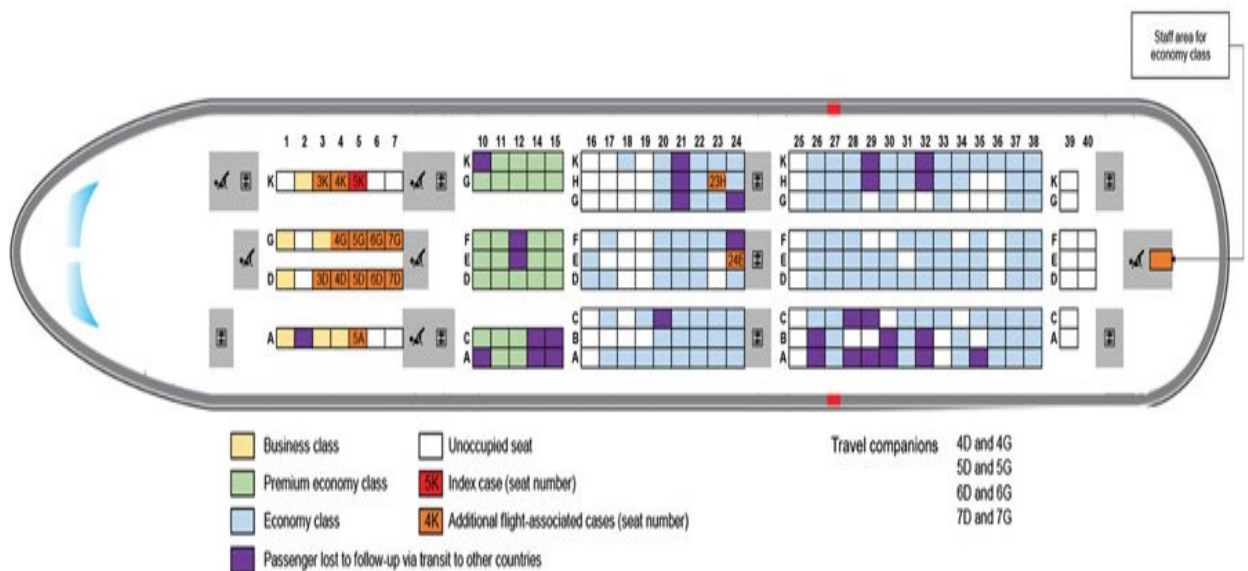 Staff area for
economy class
1 2 3 4 5 6 7
10 11 12 14 15
16 17 18 19 20 21 22 23 24
25 26 27 28 29 30 31 32 33 34 35 36 37 38
39 40
K 3K 4K 5K
G 4G 5G 6G 7G
D 3D 4D 5D 6D 7D
A 5A
K
G
F
E
D
C
A
K
H 23H
G
F
E 24E
D
C
B
A
K
H
G
F
E
D
C
B
A
K
G
F
E
D
C
A
Business class
Premium economy class
Economy class
Passenger lost to follow-up via transit to other countries
Unoccupied seat
5K Index case (seat number)
4K Additional flight-associated cases (seat number)
Travel companions 4D and 4G
5D and 5G
6D and 6G
7D and 7G